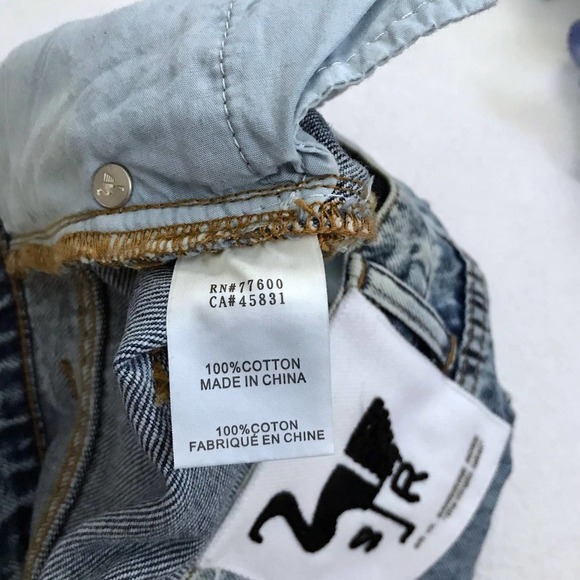 RN#77600
CA#45831
100%COTTON
MADE IN CHINA
100%COTON
FABRIQUÉ EN CHINE
S R